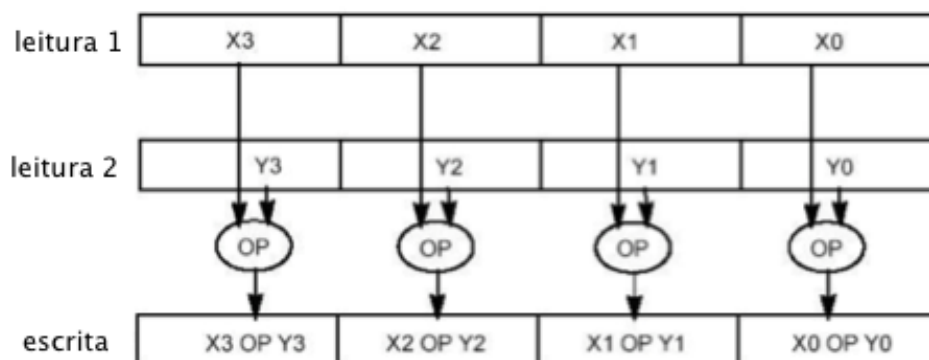 leitura 1 X3 X2 X1 X0
leitura 2 Y3 Y2 Y1 Y0
OP OP OP OP
escrita X3 OP Y3 X2 OP Y2 X1 OP Y1 X0 OP Y0